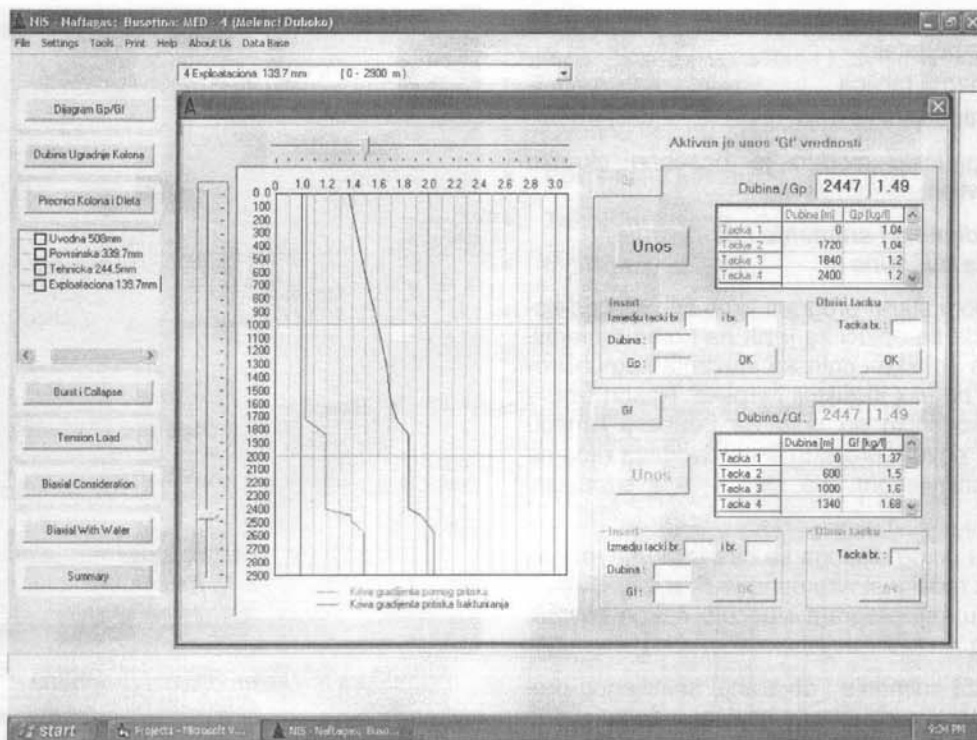 NIS - Naftagas; Busotina: MED - 4 (Melenci Duboko)
File Settings Tools Print Help About Us Data Base
4 Exploataciona 139.7 mm [ 0 - 2900 m ]
Dijagram Gp/Gf
Dubina Ugradnje Kolona
Precnici Kolona i Dleta
Uvodna 508mm
Povrsinska 339.7mm
Tehnicka 244.5mm
Exploataciona 139.7mm
Burst i Collapse
Tension Load
Biaxial Consideration
Biaxial With Water
Summary
0 1.0 1.2 1.4 1.6 1.8 2.0 2.2 2.4 2.6 2.8 3.0
0.0
100
200
300
400
500
600
700
800
900
1000
1100
1200
1300
1400
1500
1600
1700
1800
1900
2000
2100
2200
2300
2400
2500
2600
2700
2800
2900
Kriva gradijenta pornog pritiska
Kriva gradijenta pritiska frakturiranja
Aktivan je unos 'Gf' vrednosti
Gp
Dubina / Gp: 2447 1.49
Unos
Dubina [m] Gp [kg/l]
Tacka 1 0 1.04
Tacka 2 1720 1.04
Tacka 3 1840 1.2
Tacka 4 2400 1.2
Insert
Izmedju tacki br. i br.
Dubina :
Gp :
OK
Obrisi tacku
Tacka br. :
OK
Gf
Dubina / Gf.: 2447 1.49
Unos
Dubina [m] Gf [kg/l]
Tacka 1 0 1.37
Tacka 2 600 1.5
Tacka 3 1000 1.6
Tacka 4 1340 1.68
Insert
Izmedju tacki br. i br.
Dubina :
Gf :
OK
Obrisi tacku
Tacka br. :
OK
start
Project1 - Microsoft V...
NIS - Naftagas; Buso...
9:04 PM